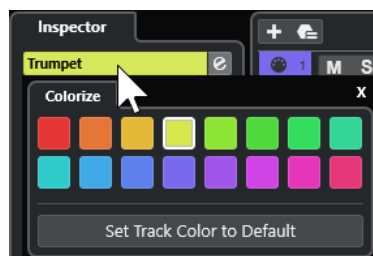 Inspector
Trumpet
e
1 M S
Colorize X
Set Track Color to Default